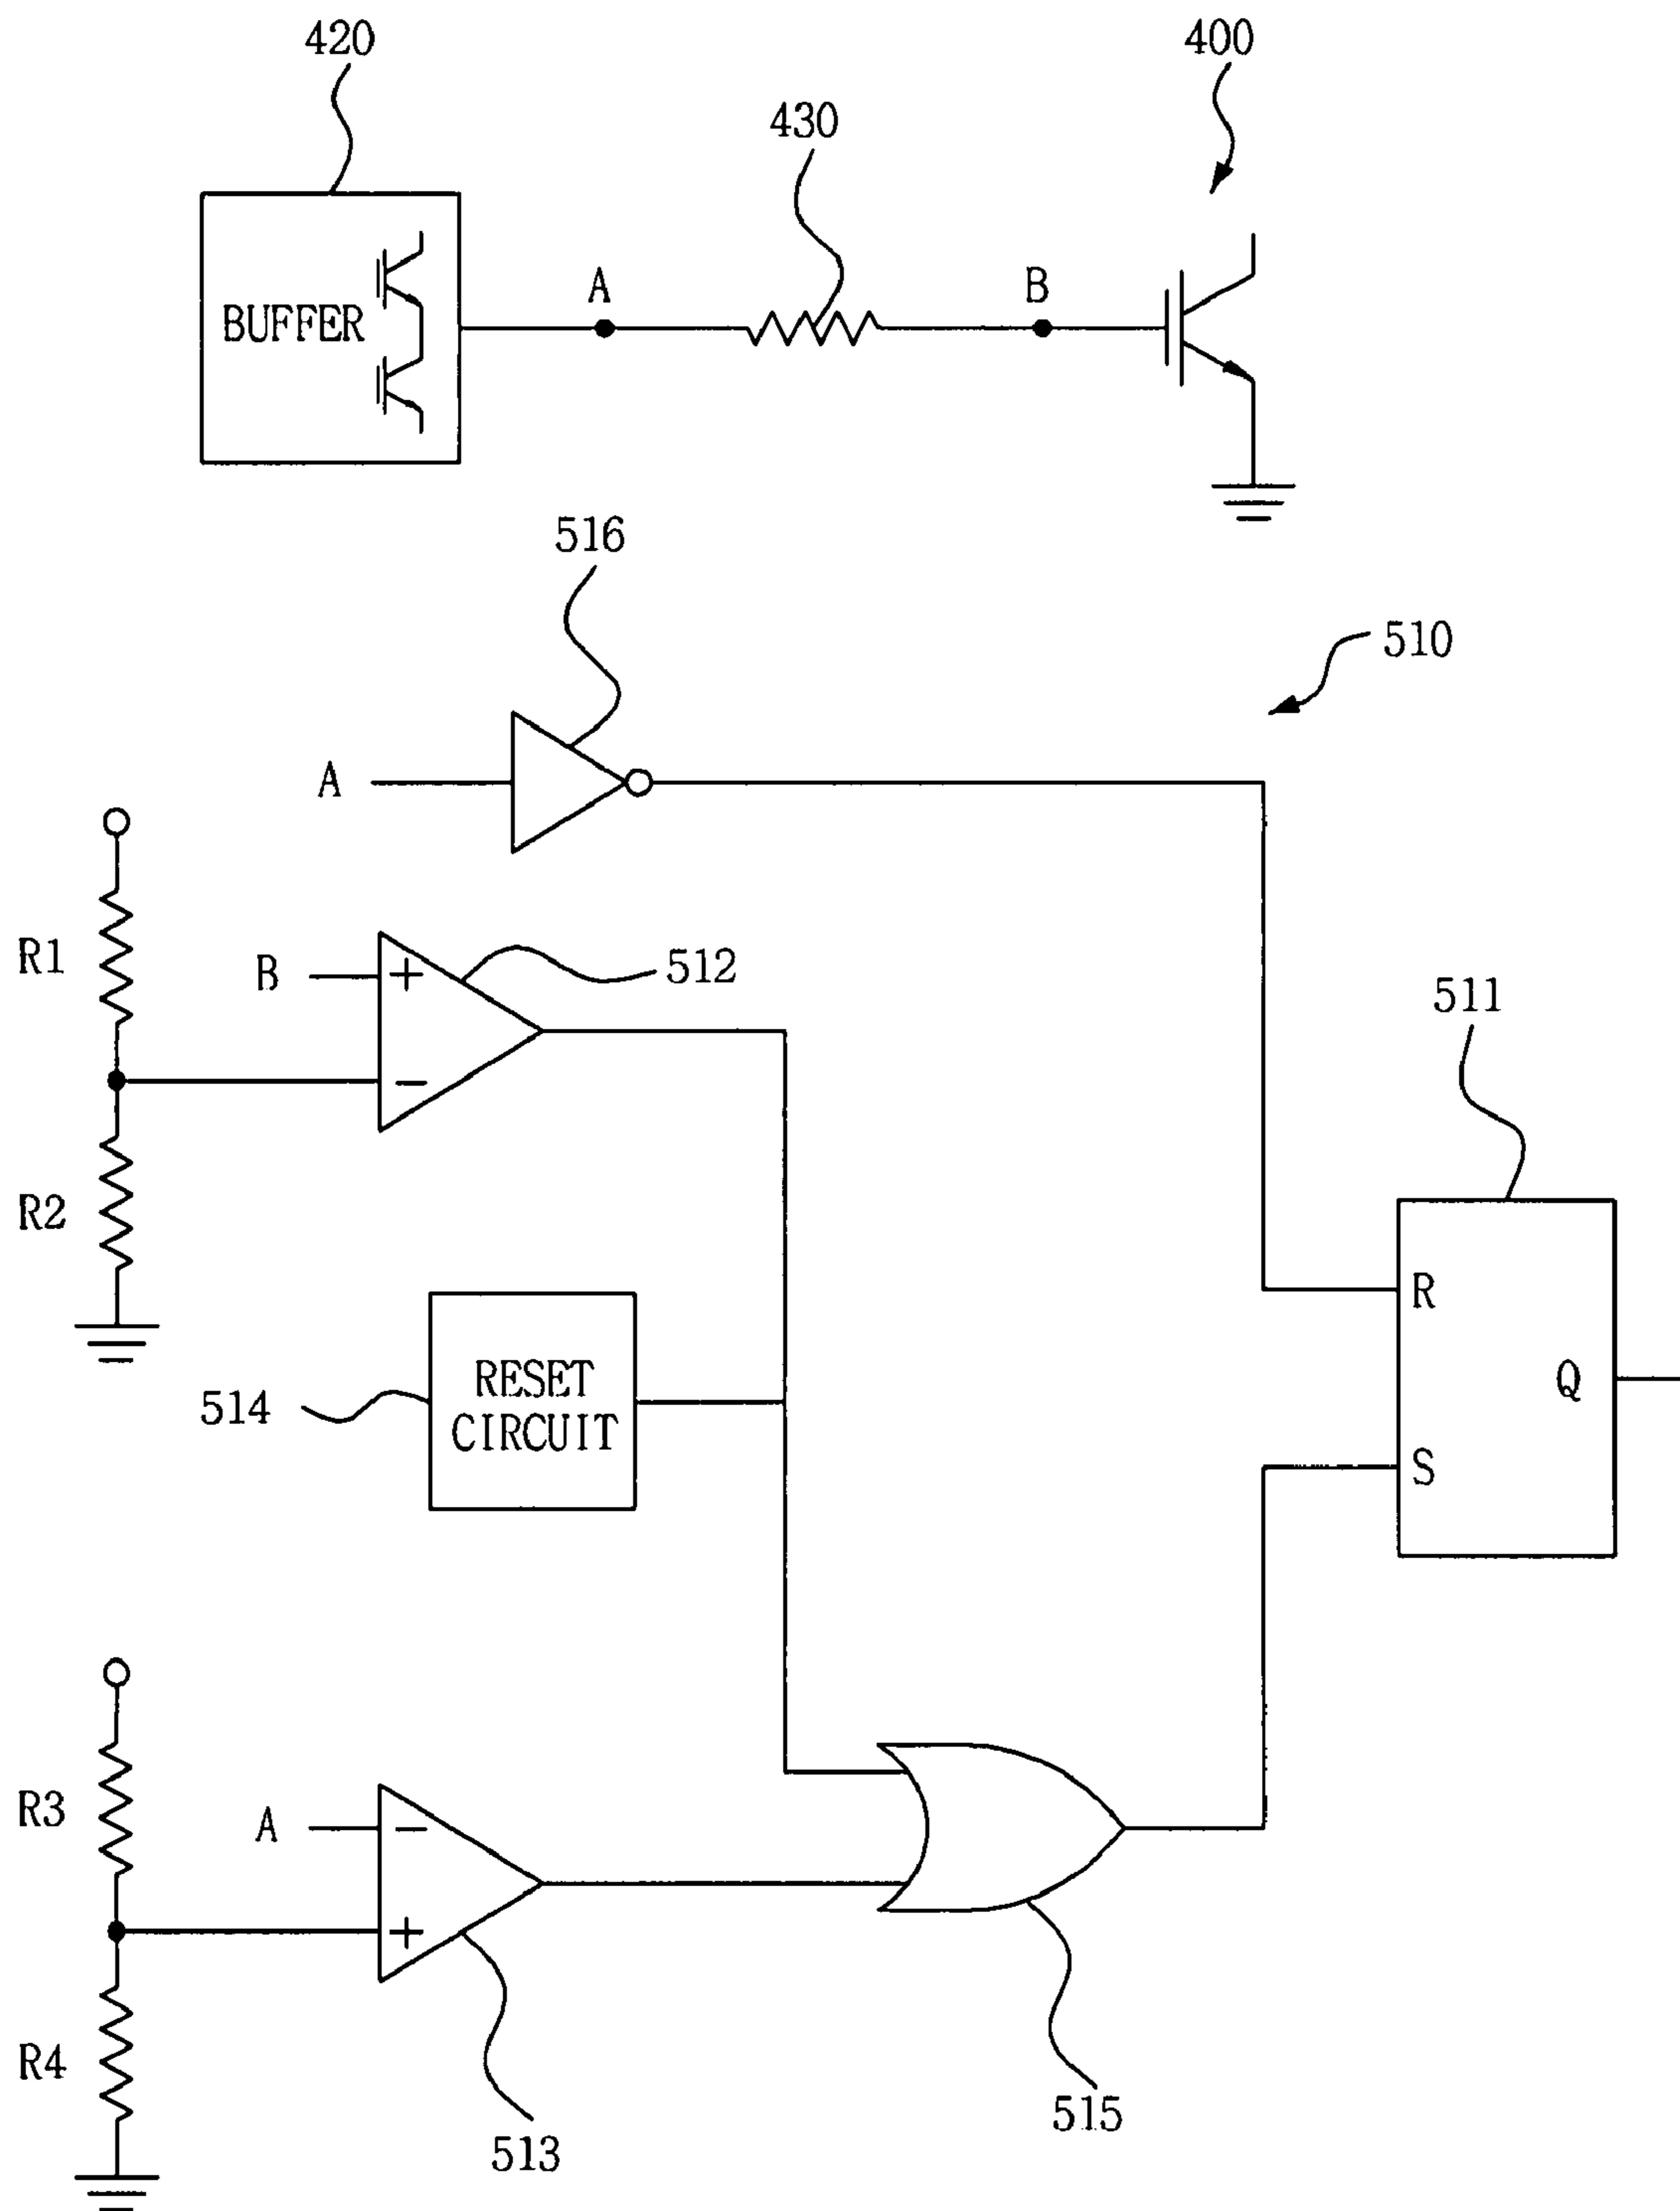 420
400
430
A
B
BUFFER
516
510
A
R1
B
+
512
−
511
R2
R
RESET
CIRCUIT
514
Q
S
R3
A
−
+
R4
515
513